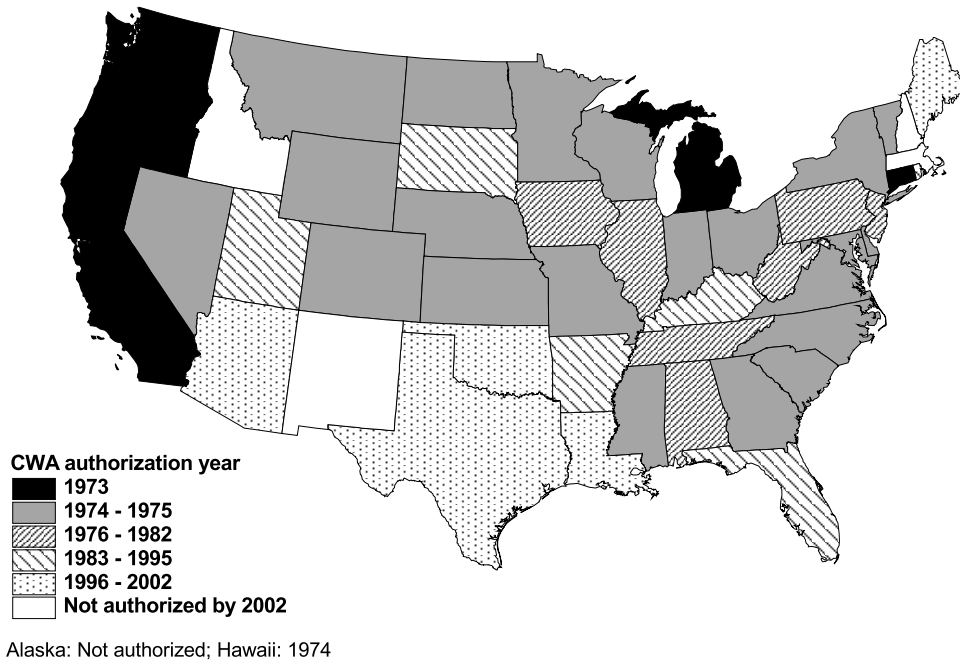 CWA authorization year
1973
1974 - 1975
1976 - 1982
1983 - 1995
1996 - 2002
Not authorized by 2002
Alaska: Not authorized; Hawaii: 1974